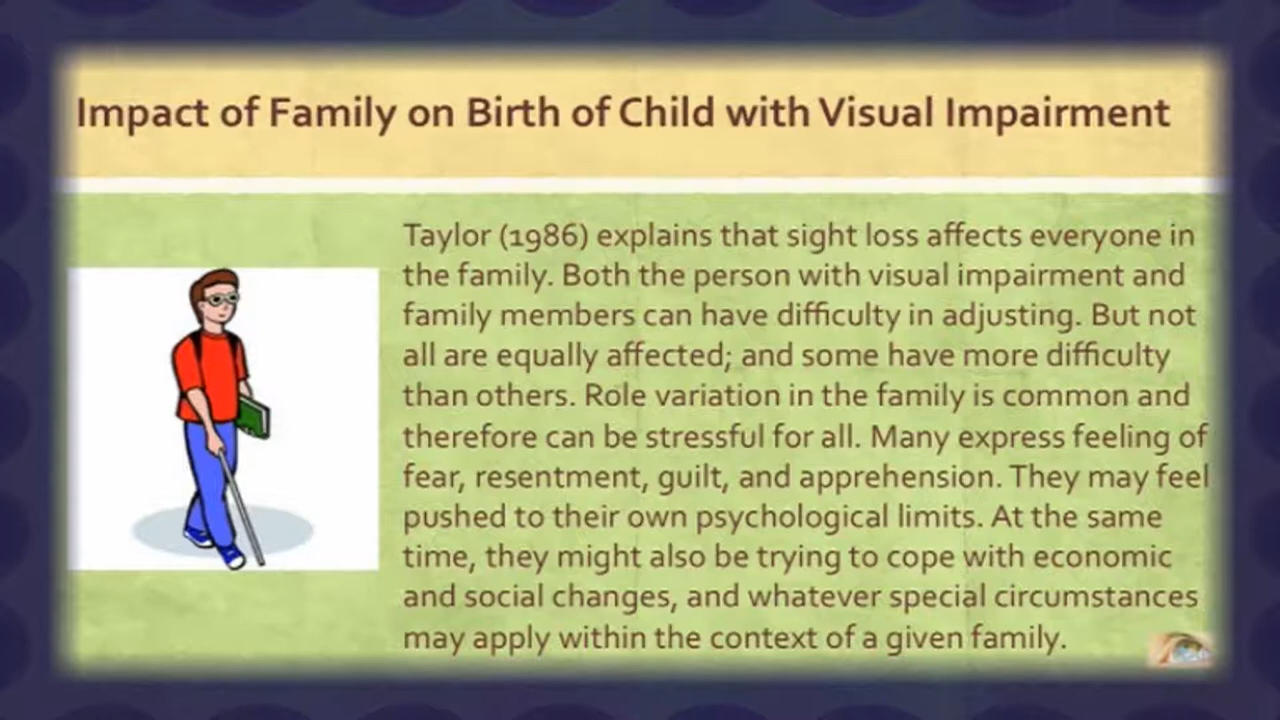 Impact of Family on Birth of Child with Visual Impairment
Taylor (1986) explains that sight loss affects everyone in
the family. Both the person with visual impairment and
family members can have difficulty in adjusting. But not
all are equally affected; and some have more difficulty
than others. Role variation in the family is common and
therefore can be stressful for all. Many express feeling of
fear, resentment, guilt, and apprehension. They may feel
pushed to their own psychological limits. At the same
time, they might also be trying to cope with economic
and social changes, and whatever special circumstances
may apply within the context of a given family.